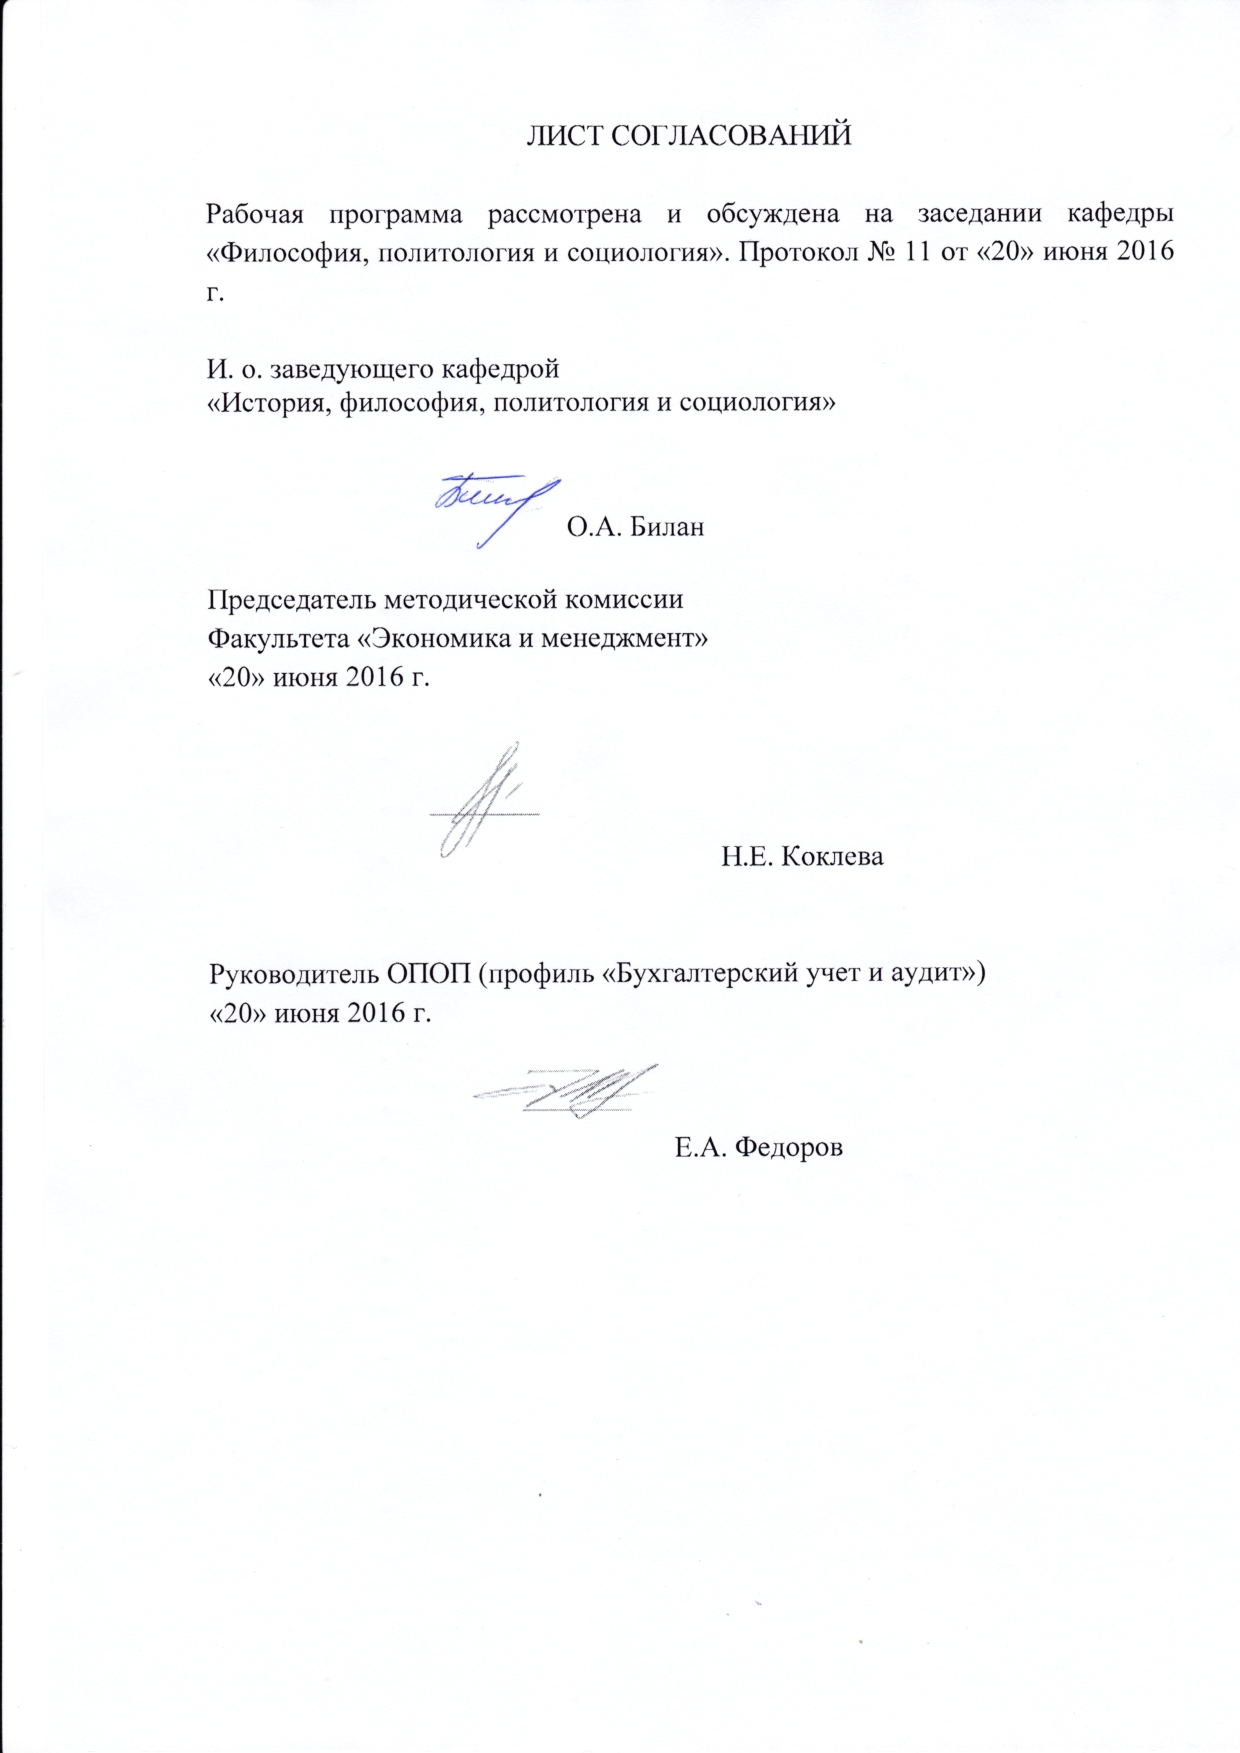 ЛИСТ СОГЛАСОВАНИЙ
Рабочая программа рассмотрена и обсуждена на заседании кафедры
«Философия, политология и социология». Протокол № 11 от «20» июня 2016
г.
И. о. заведующего кафедрой
«История, философия, политология и социология»
О.А. Билан
Председатель методической комиссии
Факультета «Экономика и менеджмент»
«20» июня 2016 г.
Н.Е. Коклева
Руководитель ОПОП (профиль «Бухгалтерский учет и аудит»)
«20» июня 2016 г.
Е.А. Федоров